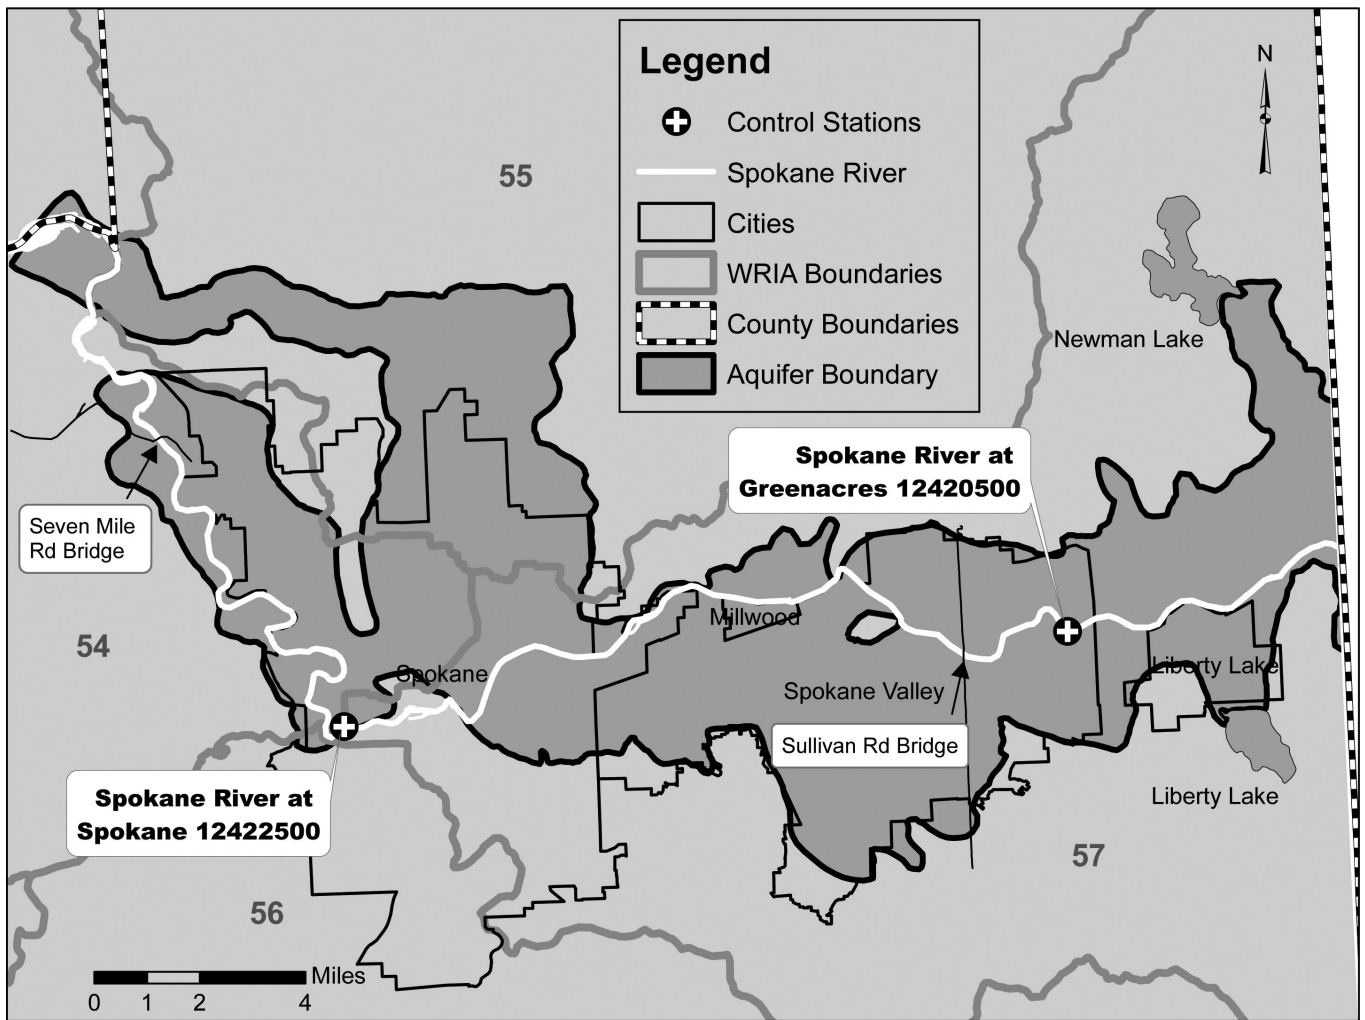 Legend
Control Stations
Spokane River
Cities
WRIA Boundaries
County Boundaries
Aquifer Boundary
N
55
Newman Lake
Spokane River at
Greenacres 12420500
Seven Mile
Rd Bridge
54
Millwood
Spokane
Spokane Valley
Liberty Lake
Sullivan Rd Bridge
Spokane River at
Spokane 12422500
Liberty Lake
57
56
Miles
0 1 2 4